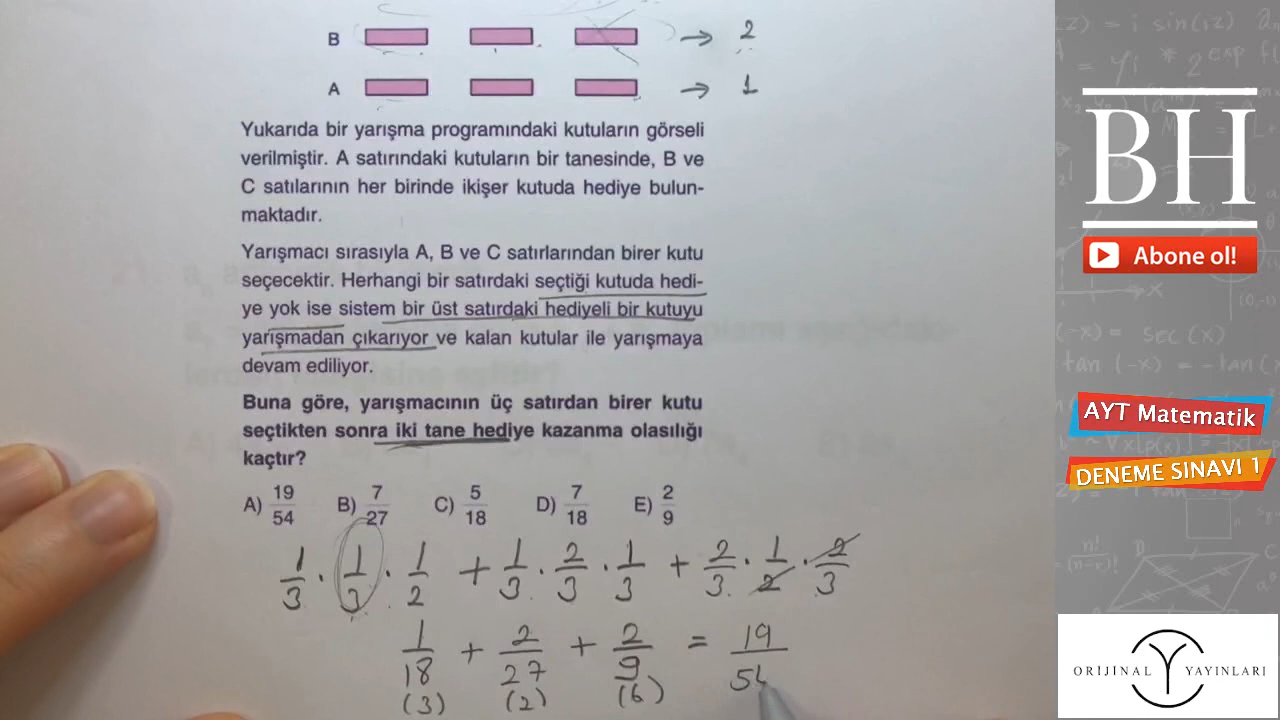 B → 2
A → 1
Yukarıda bir yarışma programındaki kutuların görseli
verilmiştir. A satırındaki kutuların bir tanesinde, B ve
C satılarının her birinde ikişer kutuda hediye bulun-
maktadır.
Yarışmacı sırasıyla A, B ve C satırlarından birer kutu
seçecektir. Herhangi bir satırdaki seçtiği kutuda hedi-
ye yok ise sistem bir üst satırdaki hediyeli bir kutuyu
yarışmadan çıkarıyor ve kalan kutular ile yarışmaya
devam ediliyor.
Buna göre, yarışmacının üç satırdan birer kutu
seçtikten sonra iki tane hediye kazanma olasılığı
kaçtır?
A) 19/54 B) 7/27 C) 5/18 D) 7/18 E) 2/9
1/3 · 1/3 · 1/2 + 1/3 · 2/3 · 1/3 + 2/3 · 1/2 · 2/3
1/18 + 2/27 + 2/9 = 19/54
(3) (2) (6)
BH
Abone ol!
AYT Matematik
DENEME SINAVI 1
ORİJİNAL YAYINLARI